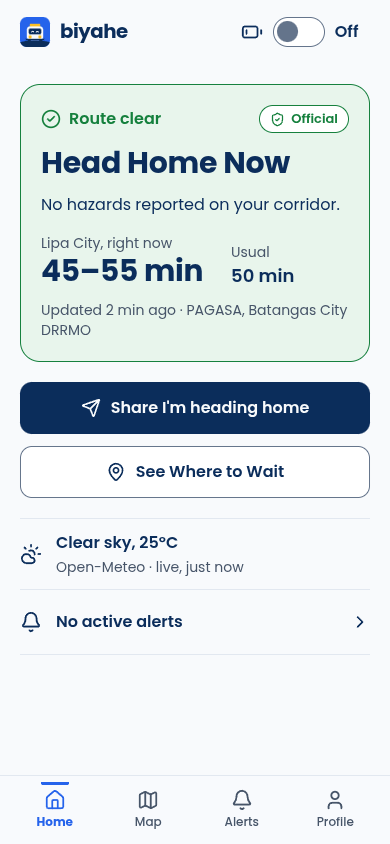 biyahe
Off
Route clear
Official
Head Home Now
No hazards reported on your corridor.
Lipa City, right now
45–55 min
Usual
50 min
Updated 2 min ago · PAGASA, Batangas City
DRRMO
Share I'm heading home
See Where to Wait
Clear sky, 25°C
Open-Meteo · live, just now
No active alerts
Home
Map
Alerts
Profile